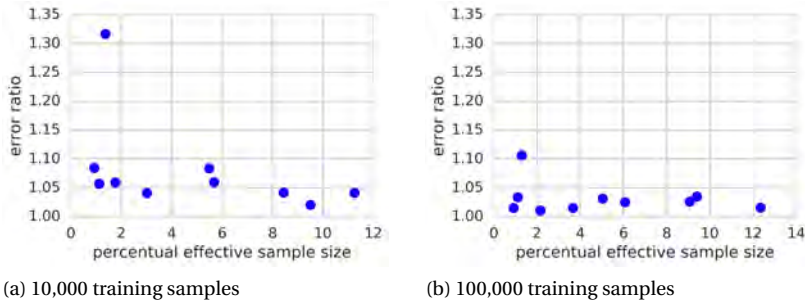 1.35
1.30
1.25
1.20
1.15
1.10
1.05
1.00
error ratio
0 2 4 6 8 10 12
percentual effective sample size
(a) 10,000 training samples
1.35
1.30
1.25
1.20
1.15
1.10
1.05
1.00
error ratio
0 2 4 6 8 10 12 14
percentual effective sample size
(b) 100,000 training samples